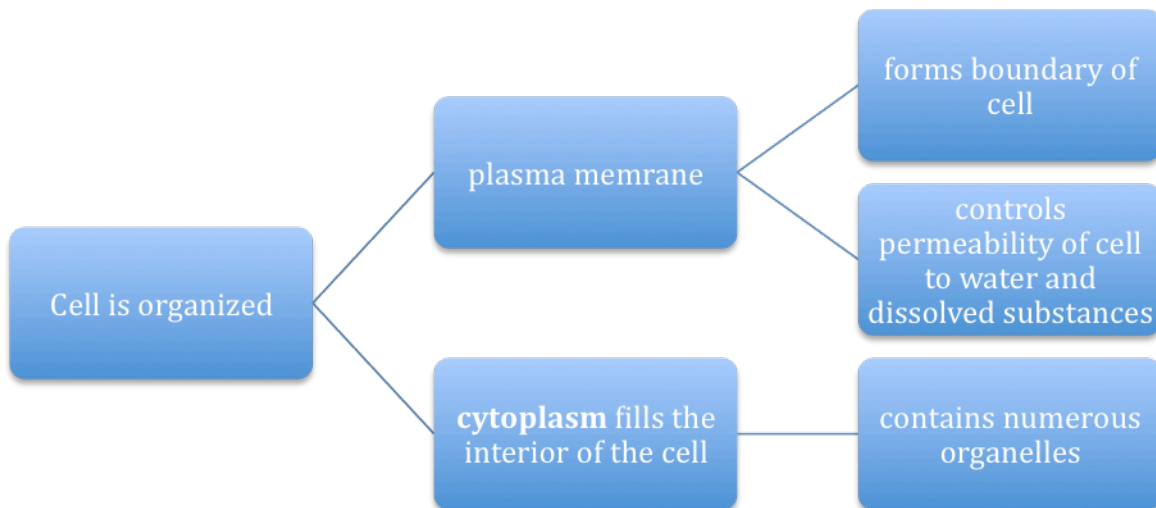 Cell is organized
plasma memrane
forms boundary of
cell
controls
permeability of cell
to water and
dissolved substances
cytoplasm fills the
interior of the cell
contains numerous
organelles